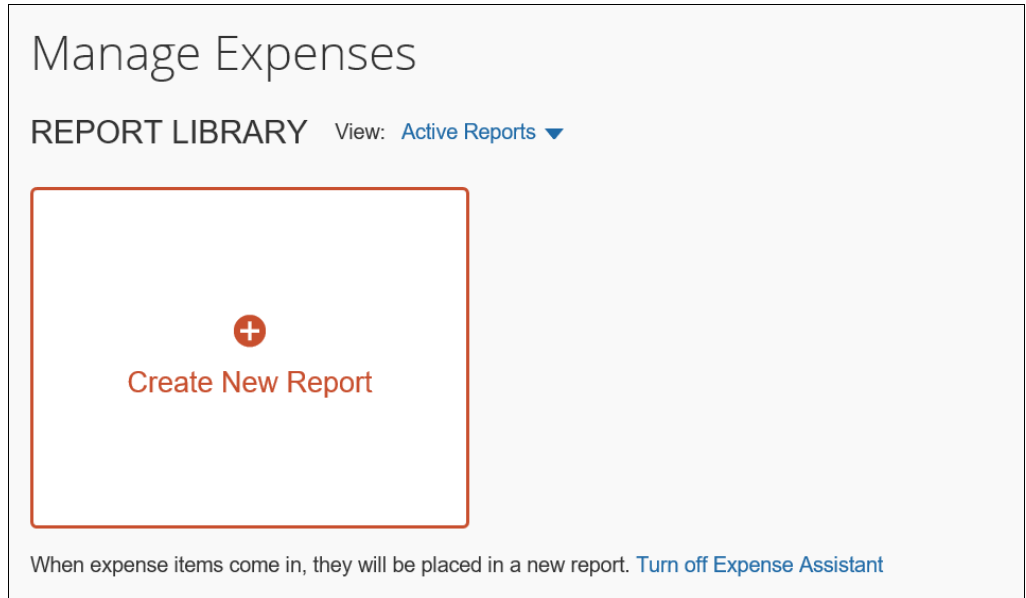 Manage Expenses
REPORT LIBRARY View: Active Reports
Create New Report
When expense items come in, they will be placed in a new report. Turn off Expense Assistant